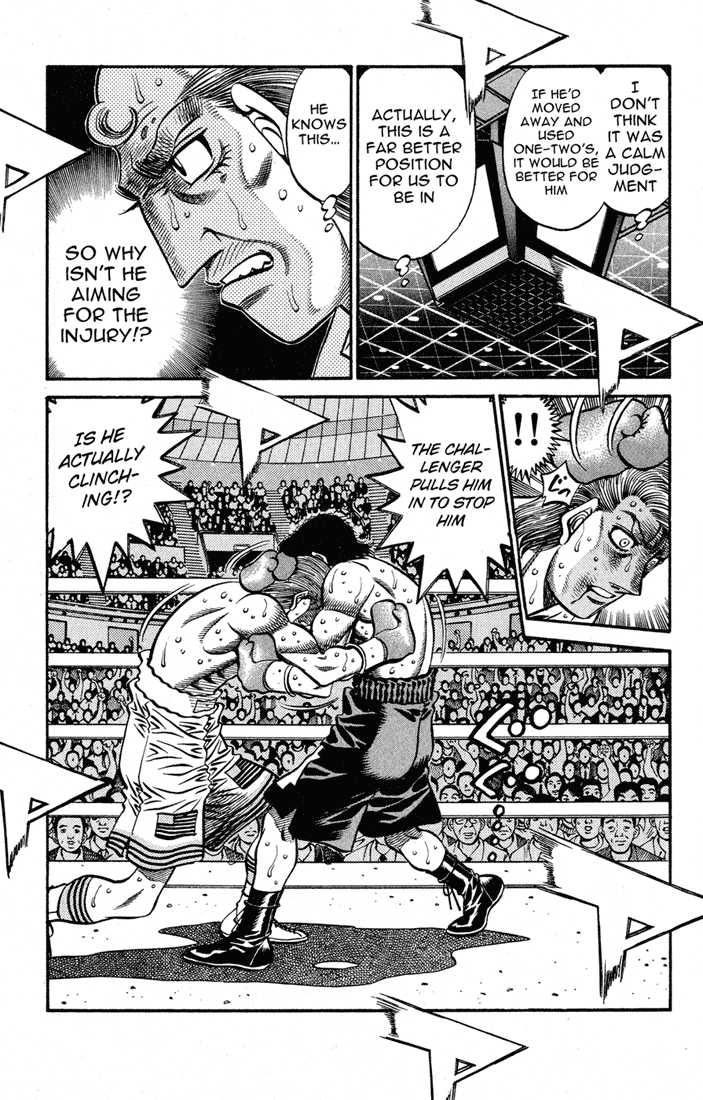 I
DON'T
THINK
IT WAS
A CALM
JUDG-
MENT
IF HE'D
MOVED
AWAY AND
USED
ONE-TWO'S,
IT WOULD BE
BETTER FOR
HIM
ACTUALLY,
THIS IS A
FAR BETTER
POSITION
FOR US TO
BE IN
HE
KNOWS
THIS...
SO WHY
ISN'T HE
AIMING
FOR THE
INJURY!?
!!
THE CHAL-
LENGER
PULLS HIM
IN TO STOP
HIM
IS HE
ACTUALLY
CLINCH-
ING!?